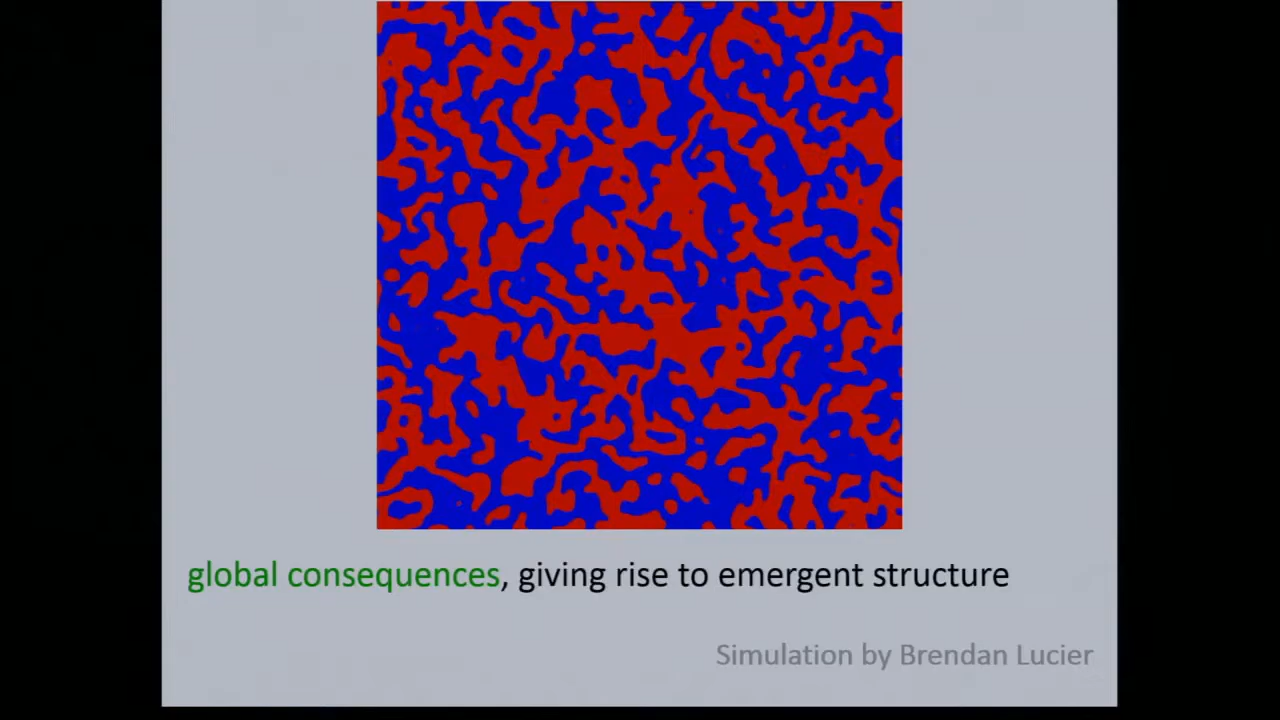 global consequences, giving rise to emergent structure
Simulation by Brendan Lucier